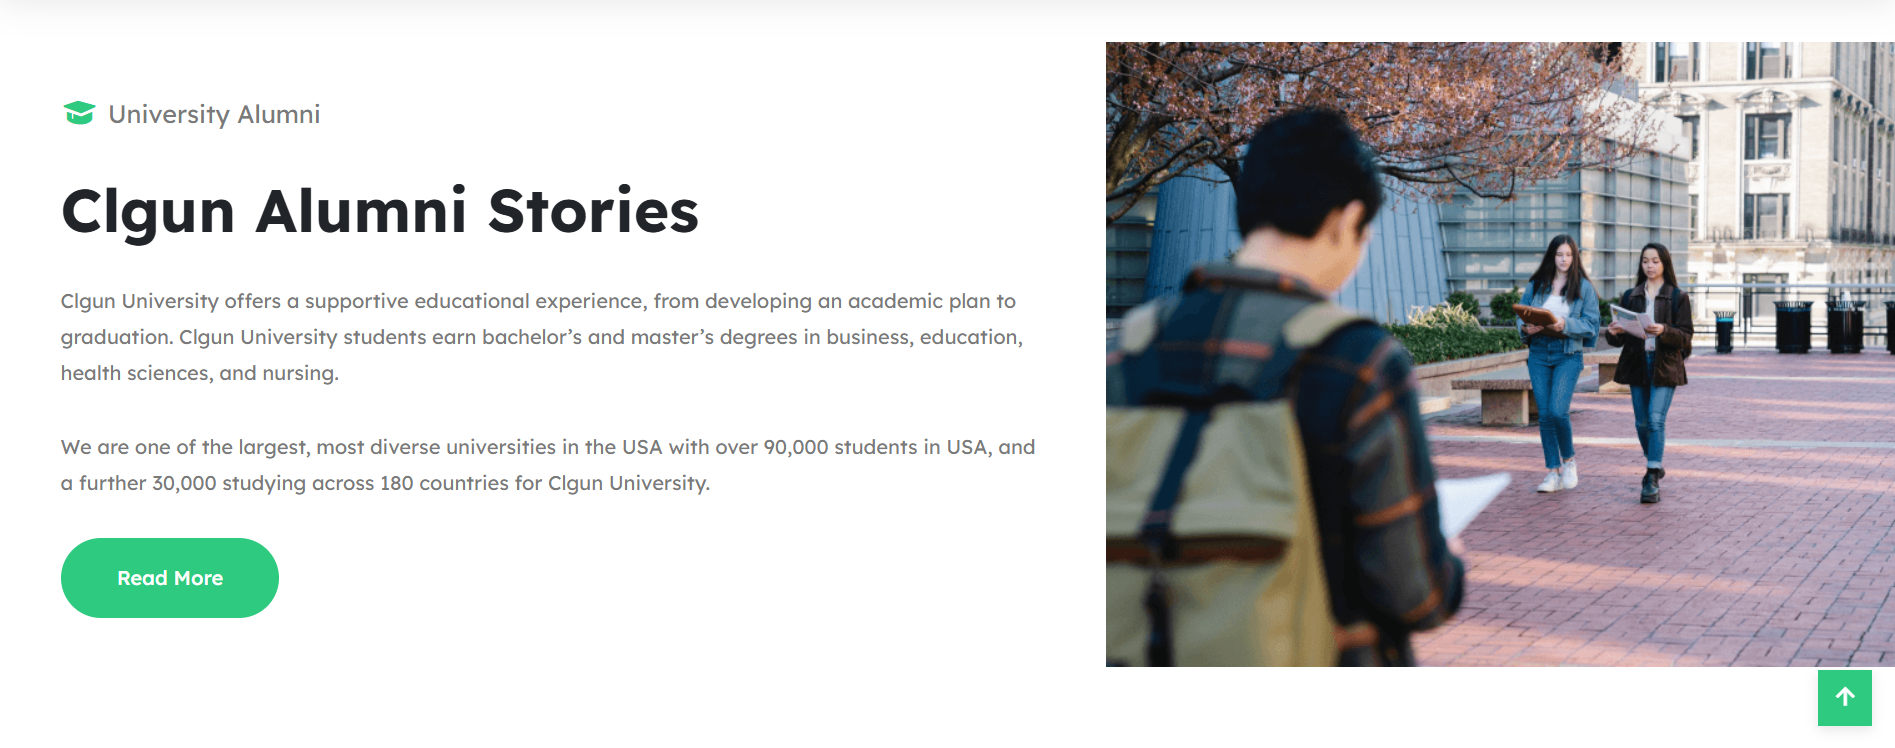 University Alumni
Clgun Alumni Stories
Clgun University offers a supportive educational experience, from developing an academic plan to
graduation. Clgun University students earn bachelor’s and master’s degrees in business, education,
health sciences, and nursing.
We are one of the largest, most diverse universities in the USA with over 90,000 students in USA, and
a further 30,000 studying across 180 countries for Clgun University.
Read More